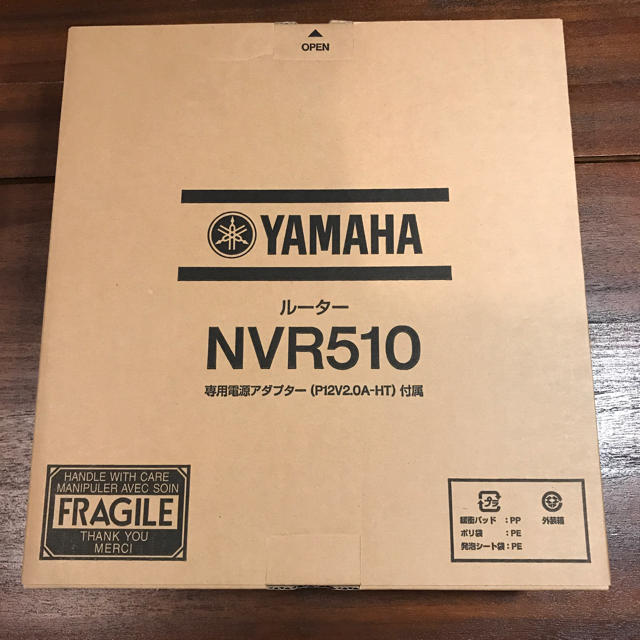 OPEN
YAMAHA
ルーター
NVR510
専用電源アダプター(P12V2.0A-HT)付属
HANDLE WITH CARE
MANIPULER AVEC SOIN
FRAGILE
THANK YOU
MERCI
プラ
緩衝パッド:PP
ポリ袋:PE
発泡シート袋:PE
外装箱